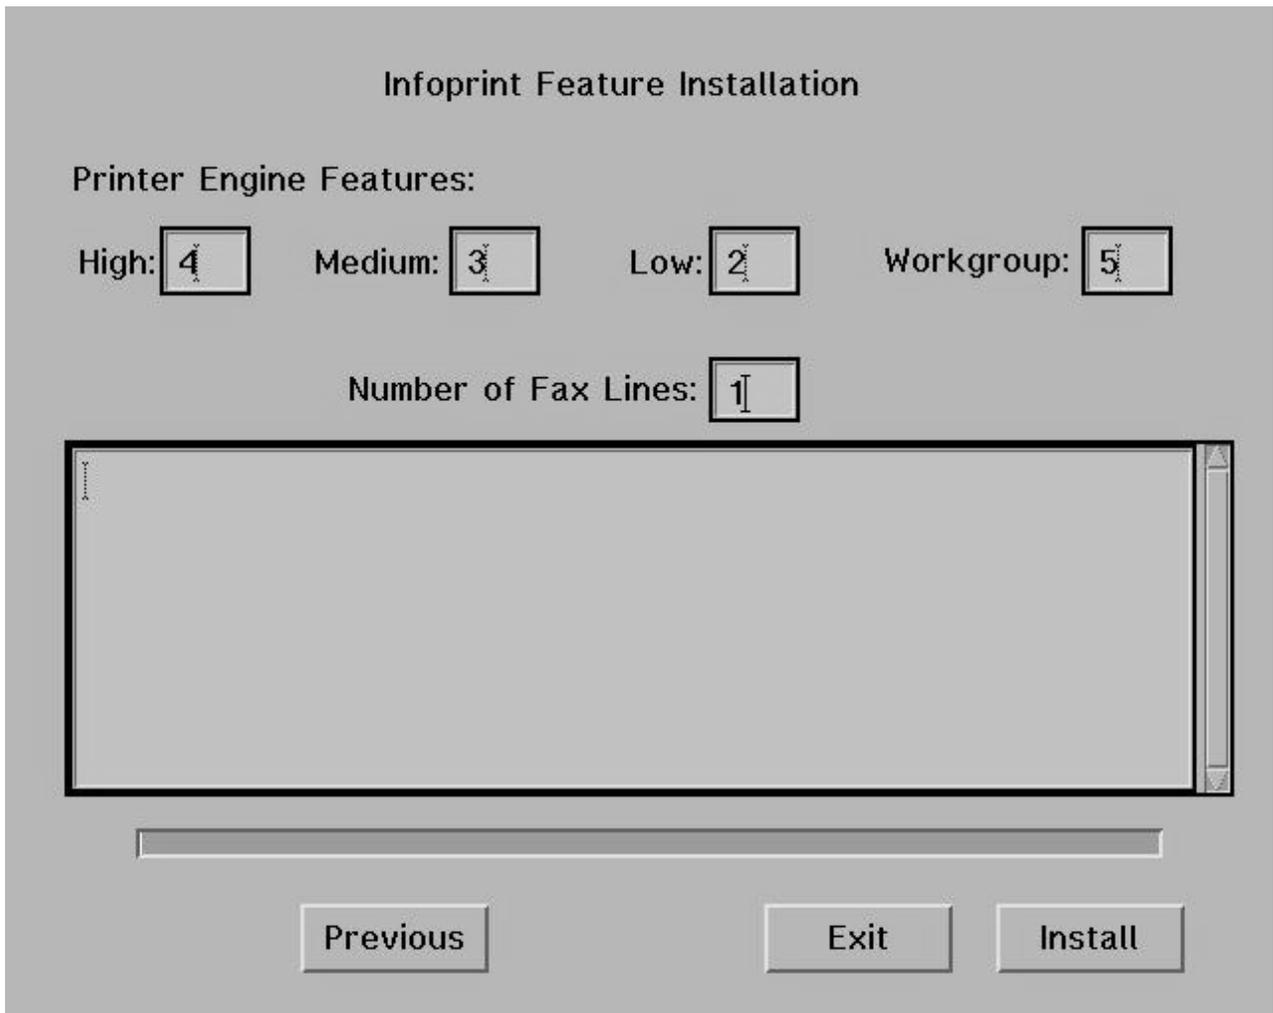 Infoprint Feature Installation
Printer Engine Features:
High: 4 Medium: 3 Low: 2 Workgroup: 5
Number of Fax Lines: 1
Previous Exit Install